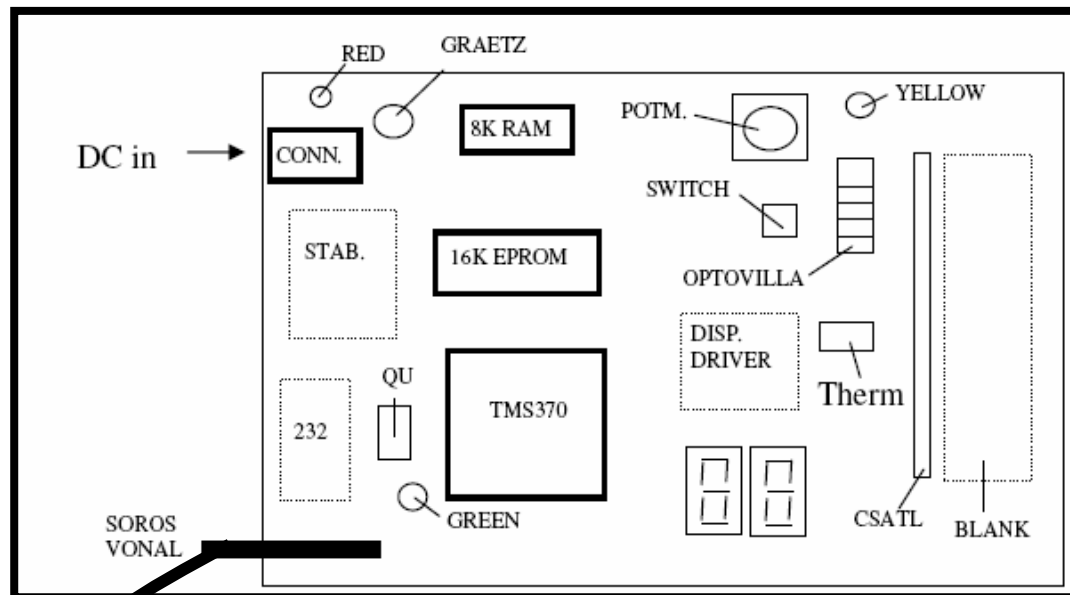 RED
GRAETZ
POTM.
YELLOW
8K RAM
DC in
CONN.
SWITCH
STAB.
16K EPROM
OPTOVILLA
DISP.
DRIVER
Therm
QU
TMS370
232
GREEN
CSATL
BLANK
SOROS
VONAL